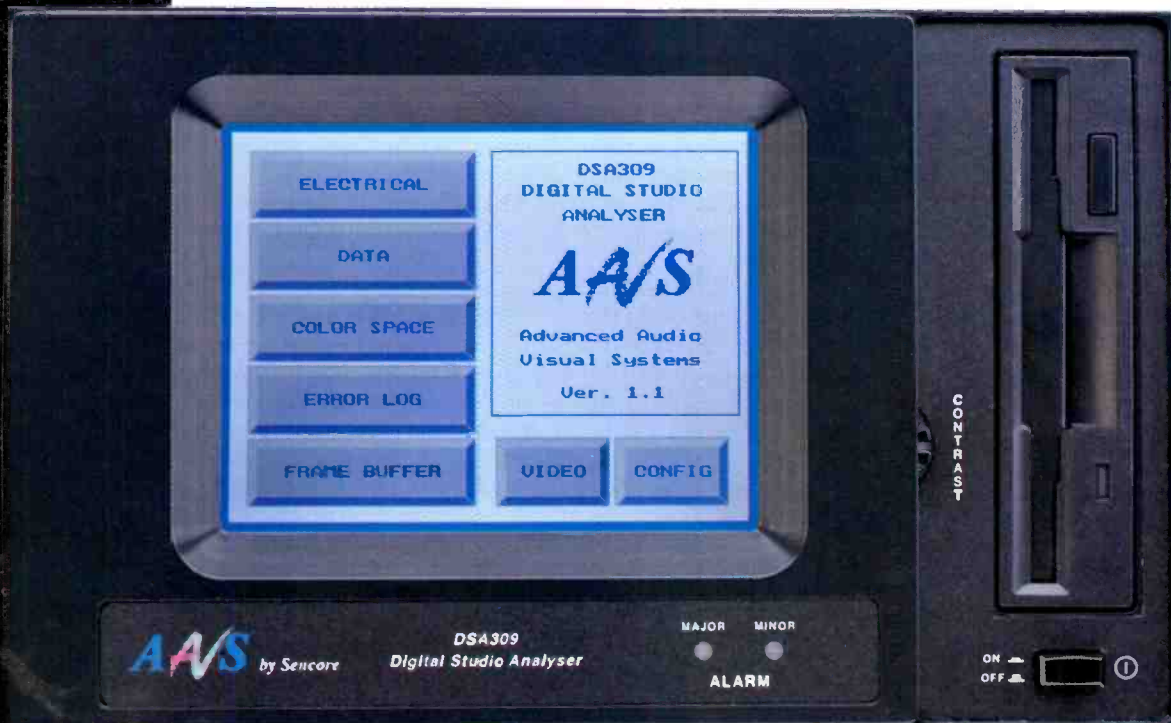 ELECTRICAL
DATA
COLOR SPACE
ERROR LOG
FRAME BUFFER
DSA309
DIGITAL STUDIO
ANALYSER
AAVS
Advanced Audio
Visual Systems
Ver. 1.1
VIDEO
CONFIG
CONTRAST
AAVS by Sencore
DSA309
Digital Studio Analyser
MAJOR MINOR
ALARM
ON
OFF